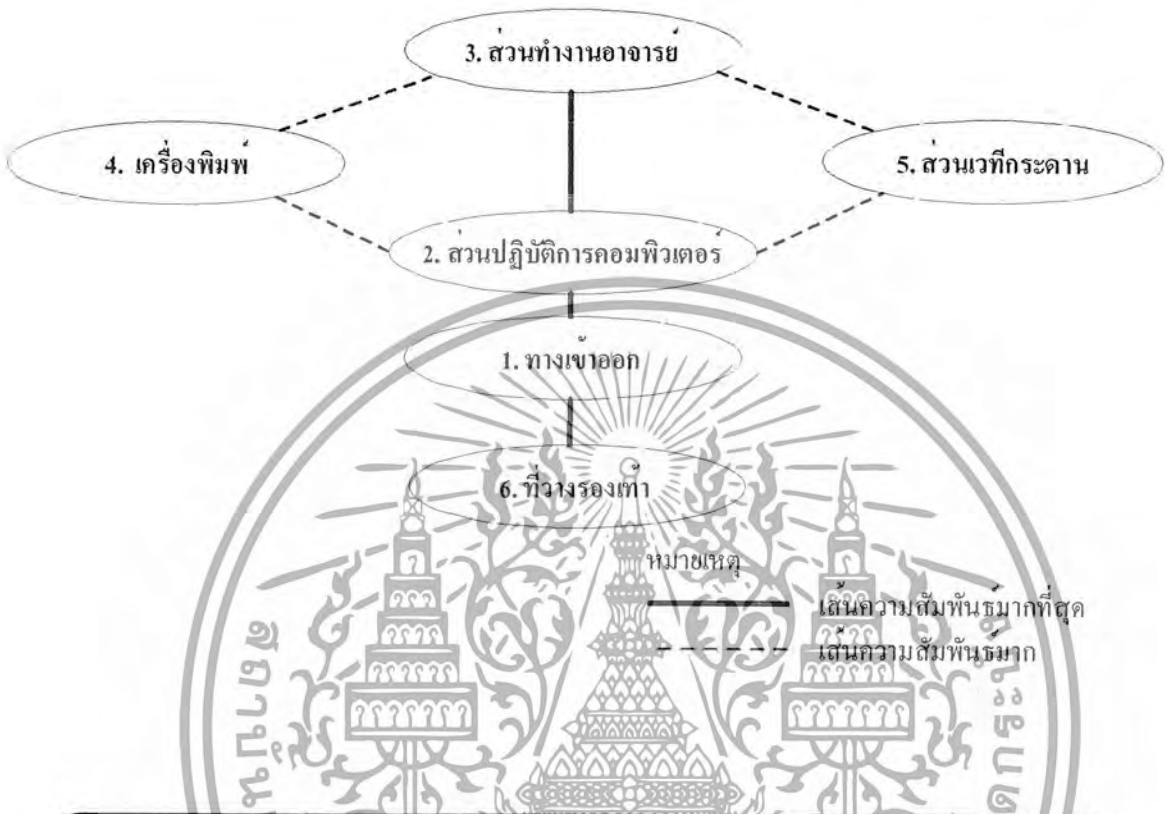 3. ส่วนทำงานอาจารย์
4. เครื่องพิมพ์
5. ส่วนเวทีกระดาน
2. ส่วนปฏิบัติการคอมพิวเตอร์
1. ทางเข้าออก
6. ที่วางรองเท้า
หมายเหตุ
เส้นความสัมพันธ์มากที่สุด
เส้นความสัมพันธ์มาก